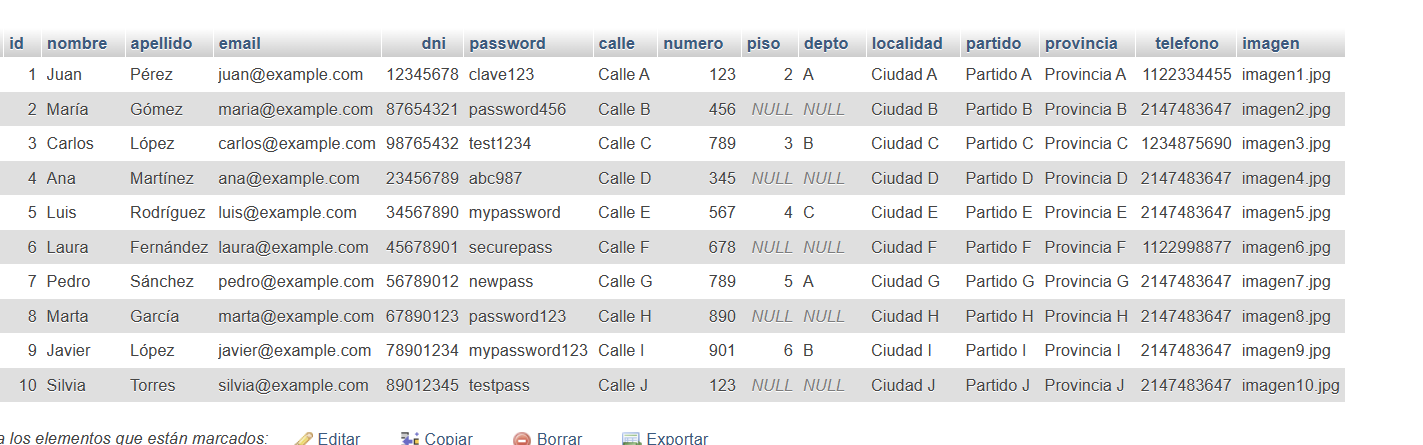 id nombre apellido email dni password calle numero piso depto localidad partido provincia telefono imagen
1 Juan Pérez juan@example.com 12345678 clave123 Calle A 123 2 A Ciudad A Partido A Provincia A 1122334455 imagen1.jpg
2 María Gómez maria@example.com 87654321 password456 Calle B 456 NULL NULL Ciudad B Partido B Provincia B 2147483647 imagen2.jpg
3 Carlos López carlos@example.com 98765432 test1234 Calle C 789 3 B Ciudad C Partido C Provincia C 1234875690 imagen3.jpg
4 Ana Martínez ana@example.com 23456789 abc987 Calle D 345 NULL NULL Ciudad D Partido D Provincia D 2147483647 imagen4.jpg
5 Luis Rodríguez luis@example.com 34567890 mypassword Calle E 567 4 C Ciudad E Partido E Provincia E 2147483647 imagen5.jpg
6 Laura Fernández laura@example.com 45678901 securepass Calle F 678 NULL NULL Ciudad F Partido F Provincia F 1122998877 imagen6.jpg
7 Pedro Sánchez pedro@example.com 56789012 newpass Calle G 789 5 A Ciudad G Partido G Provincia G 2147483647 imagen7.jpg
8 Marta García marta@example.com 67890123 password123 Calle H 890 NULL NULL Ciudad H Partido H Provincia H 2147483647 imagen8.jpg
9 Javier López javier@example.com 78901234 mypassword123 Calle I 901 6 B Ciudad I Partido I Provincia I 2147483647 imagen9.jpg
10 Silvia Torres silvia@example.com 89012345 testpass Calle J 123 NULL NULL Ciudad J Partido J Provincia J 2147483647 imagen10.jpg
a los elementos que están marcados: Editar Copiar Borrar Exportar